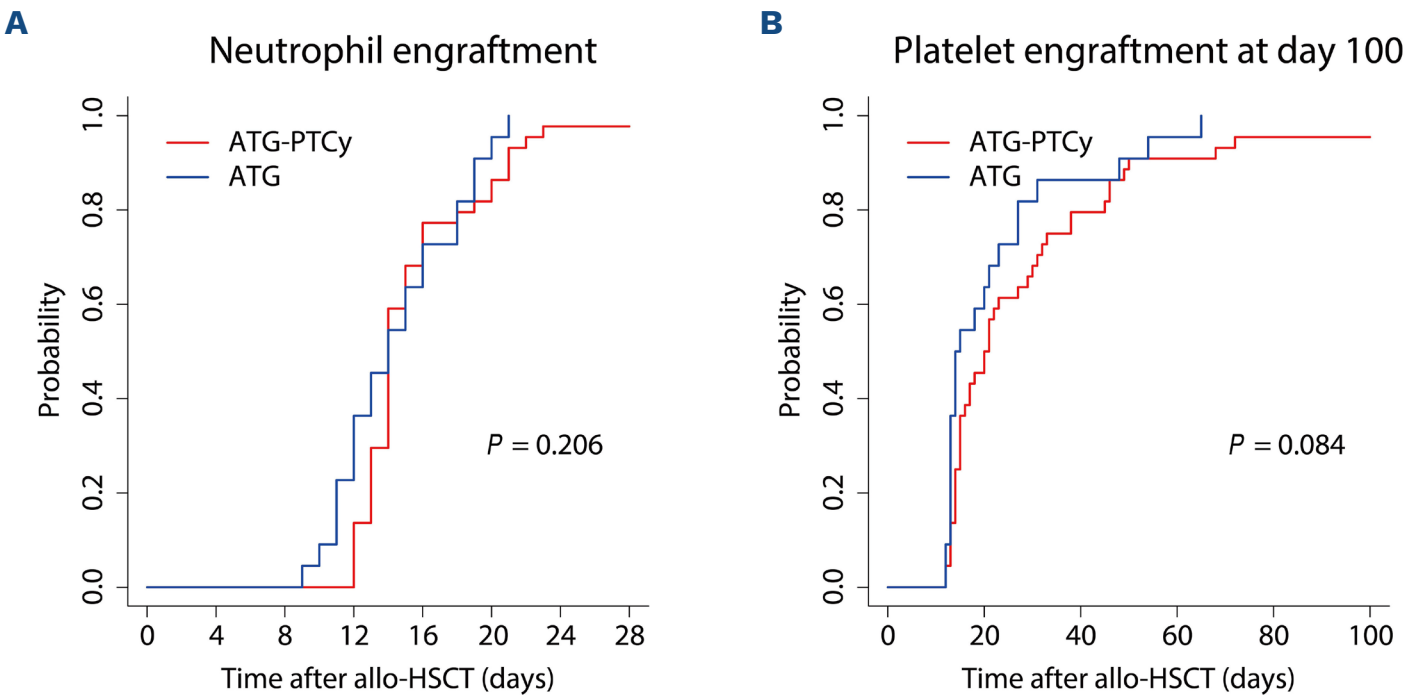 A
Neutrophil engraftment
1.0
0.8
0.6
0.4
0.2
0.0
Probability
ATG-PTCy
ATG
P = 0.206
0 4 8 12 16 20 24 28
Time after allo-HSCT (days)
B
Platelet engraftment at day 100
1.0
0.8
0.6
0.4
0.2
0.0
Probability
ATG-PTCy
ATG
P = 0.084
0 20 40 60 80 100
Time after allo-HSCT (days)